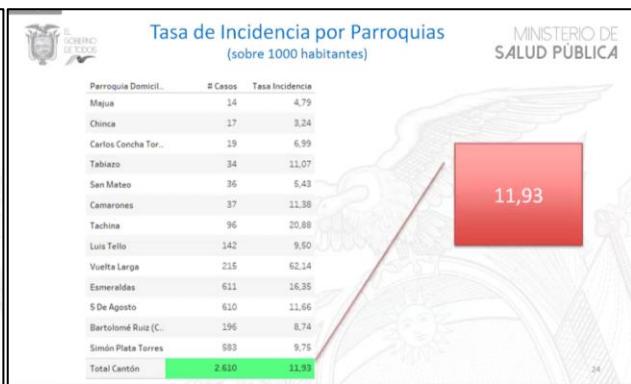 EL
GOBIERNO
DE TODOS
Tasa de Incidencia por Parroquias
(sobre 1000 habitantes)
MINISTERIO DE
SALUD PÚBLICA
Parroquia Domicil.. # Casos Tasa Incidencia
Majua 14 4,79
Chinca 17 3,24
Carlos Concha Tor.. 19 6,99
Tabiazo 34 11,07
San Mateo 36 5,43
Camarones 37 11,38
Tachina 96 20,88
Luis Tello 142 9,50
Vuelta Larga 215 62,14
Esmeraldas 611 16,35
5 De Agosto 610 11,66
Bartolomé Ruiz (C.. 196 8,74
Simón Plata Torres 583 9,75
Total Cantón 2.610 11,93
11,93
24